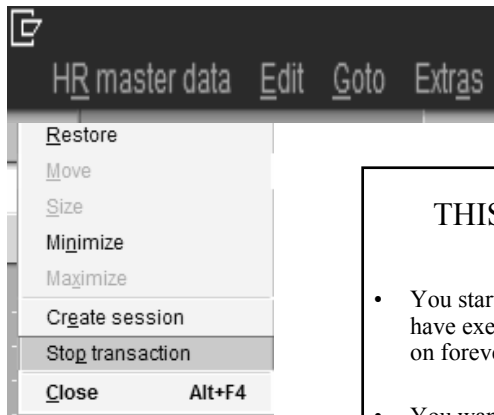 HR master data Edit Goto Extras
Restore
Move
Size
Minimize
Maximize
Create session
Stop transaction
Close Alt+F4
THIS
• You star
have exe
on foreve
• You wan